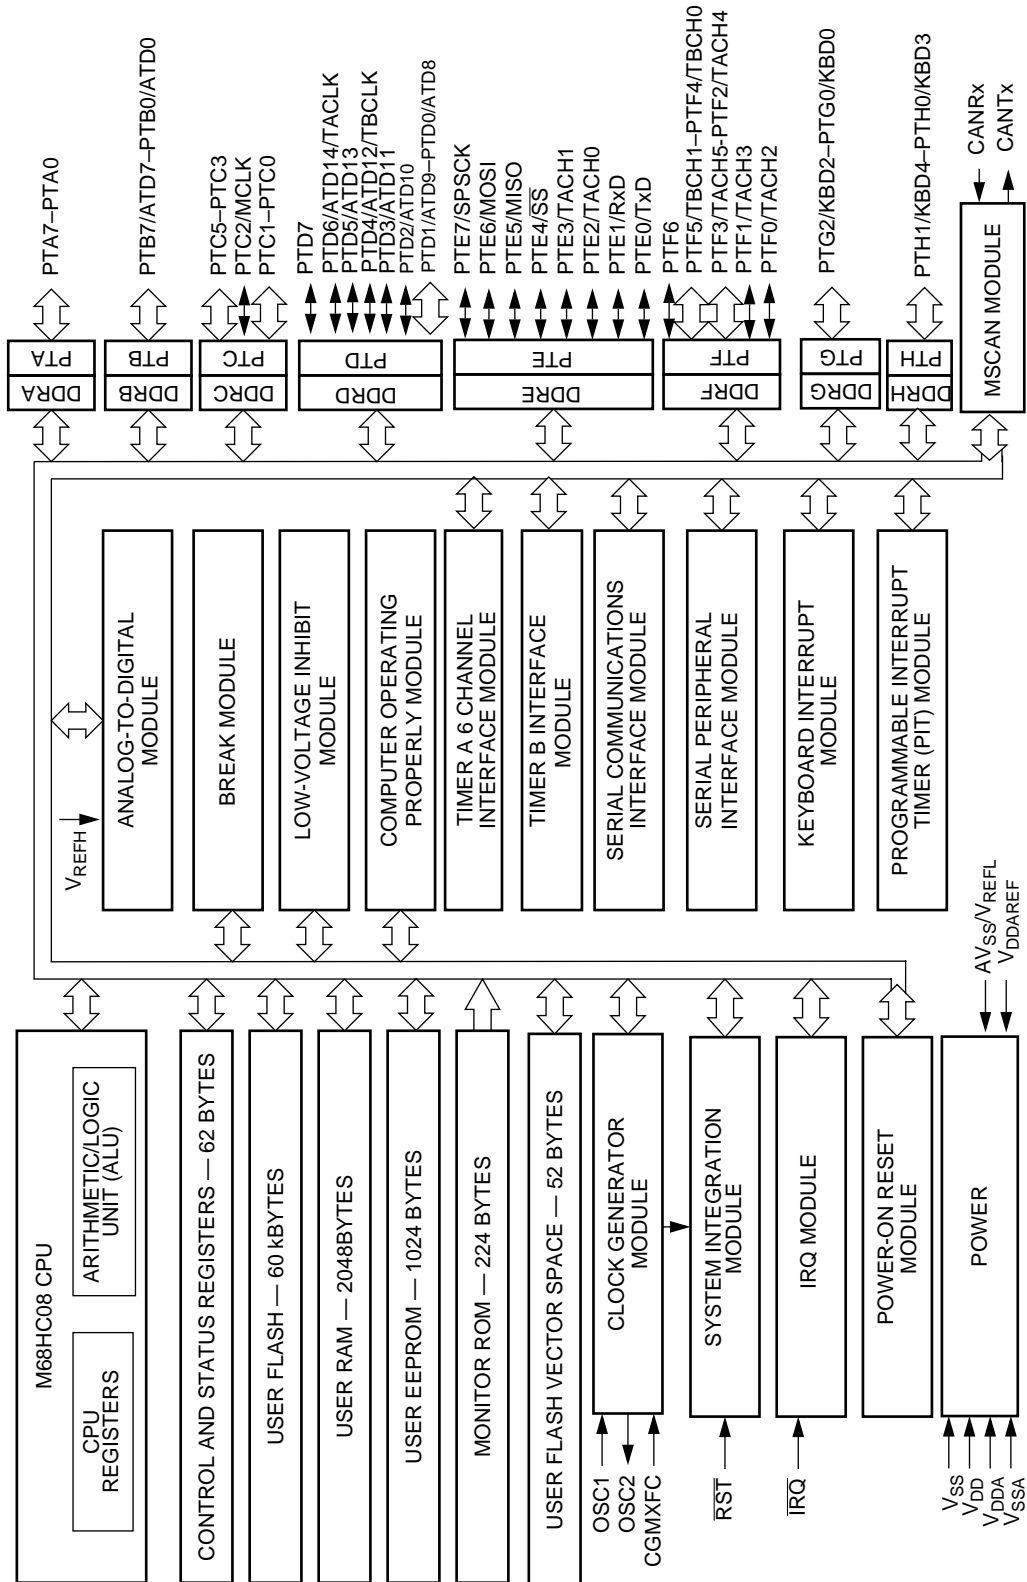 M68HC08 CPU
CPU
REGISTERS
ARITHMETIC/LOGIC
UNIT (ALU)
CONTROL AND STATUS REGISTERS — 62 BYTES
USER FLASH — 60 kBYTES
USER RAM — 2048BYTES
USER EEPROM — 1024 BYTES
MONITOR ROM — 224 BYTES
USER FLASH VECTOR SPACE — 52 BYTES
OSC1
OSC2
CGMXFC
CLOCK GENERATOR
MODULE
RST
SYSTEM INTEGRATION
MODULE
IRQ
IRQ MODULE
POWER-ON RESET
MODULE
VSS
VDD
VDDA
VSSA
POWER
AVSS/VREFL
VDDAREF
VREFH
ANALOG-TO-DIGITAL
MODULE
BREAK MODULE
LOW-VOLTAGE INHIBIT
MODULE
COMPUTER OPERATING
PROPERLY MODULE
TIMER A 6 CHANNEL
INTERFACE MODULE
TIMER B INTERFACE
MODULE
SERIAL COMMUNICATIONS
INTERFACE MODULE
SERIAL PERIPHERAL
INTERFACE MODULE
KEYBOARD INTERRUPT
MODULE
PROGRAMMABLE INTERRUPT
TIMER (PIT) MODULE
DDRA
PTA
PTA7–PTA0
DDRB
PTB
PTB7/ATD7–PTB0/ATD0
DDRC
PTC
PTC5–PTC3
PTC2/MCLK
PTC1–PTC0
DDRD
PTD
PTD7
PTD6/ATD14/TACLK
PTD5/ATD13
PTD4/ATD12/TBCLK
PTD3/ATD11
PTD2/ATD10
PTD1/ATD9–PTD0/ATD8
DDRE
PTE
PTE7/SPSCK
PTE6/MOSI
PTE5/MISO
PTE4/SS
PTE3/TACH1
PTE2/TACH0
PTE1/RxD
PTE0/TxD
DDRF
PTF
PTF6
PTF5/TBCH1–PTF4/TBCH0
PTF3/TACH5-PTF2/TACH4
PTF1/TACH3
PTF0/TACH2
DDRG
PTG
PTG2/KBD2–PTG0/KBD0
DDRH
PTH
PTH1/KBD4–PTH0/KBD3
MSCAN MODULE
CANRx
CANTx